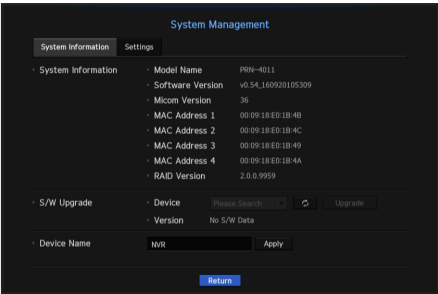 System Management
System Information Settings
System Information Model Name PRN-4011
Software Version v0.54_160920105309
Micom Version 36
MAC Address 1 00:09:18:E0:1B:4B
MAC Address 2 00:09:18:E0:1B:4C
MAC Address 3 00:09:18:E0:1B:49
MAC Address 4 00:09:18:E0:1B:4A
RAID Version 2.0.0.9959
S/W Upgrade Device Please Search Upgrade
Version No S/W Data
Device Name NVR Apply
Return